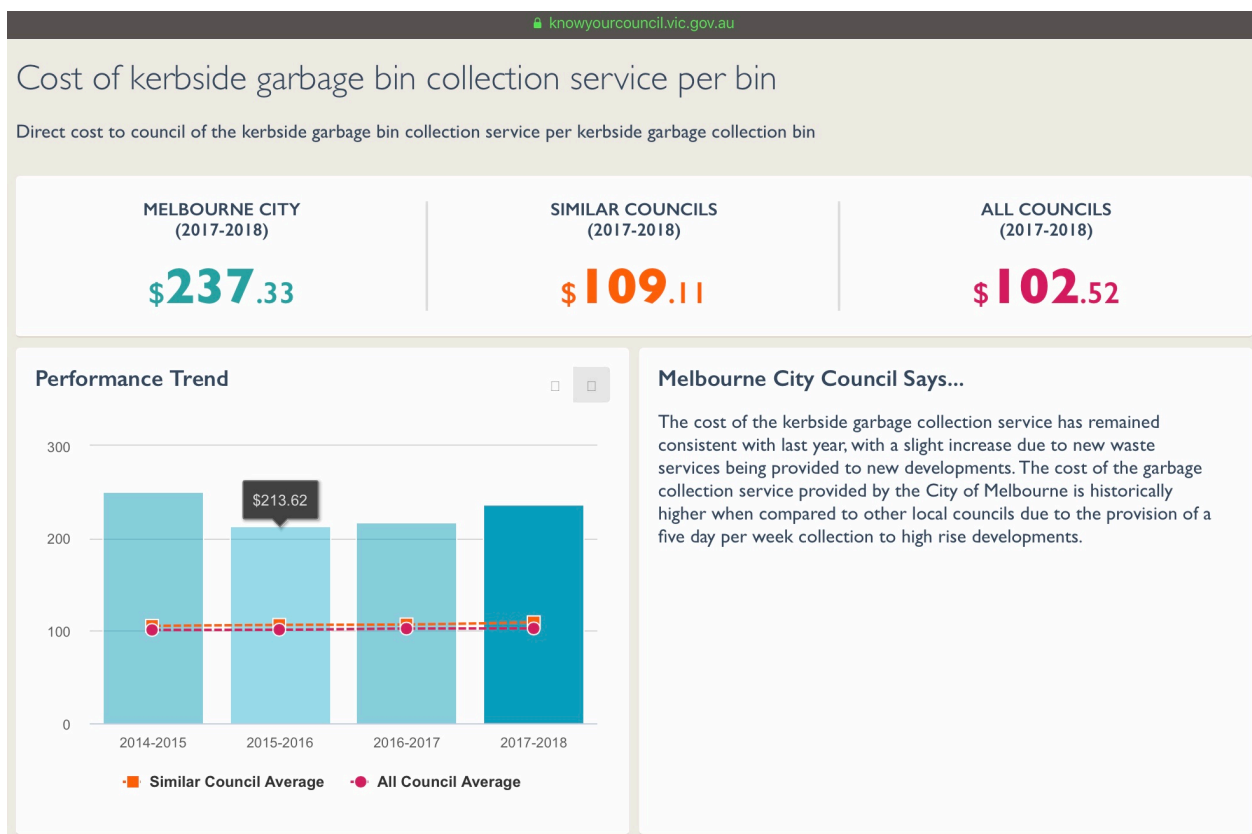 knowyourcouncil.vic.gov.au
Cost of kerbside garbage bin collection service per bin
Direct cost to council of the kerbside garbage bin collection service per kerbside garbage collection bin
MELBOURNE CITY
(2017-2018)
$237.33
SIMILAR COUNCILS
(2017-2018)
$109.11
ALL COUNCILS
(2017-2018)
$102.52
Performance Trend
300
200
100
0
$213.62
2014-2015
2015-2016
2016-2017
2017-2018
Similar Council Average
All Council Average
Melbourne City Council Says...
The cost of the kerbside garbage collection service has remained
consistent with last year, with a slight increase due to new waste
services being provided to new developments. The cost of the garbage
collection service provided by the City of Melbourne is historically
higher when compared to other local councils due to the provision of a
five day per week collection to high rise developments.